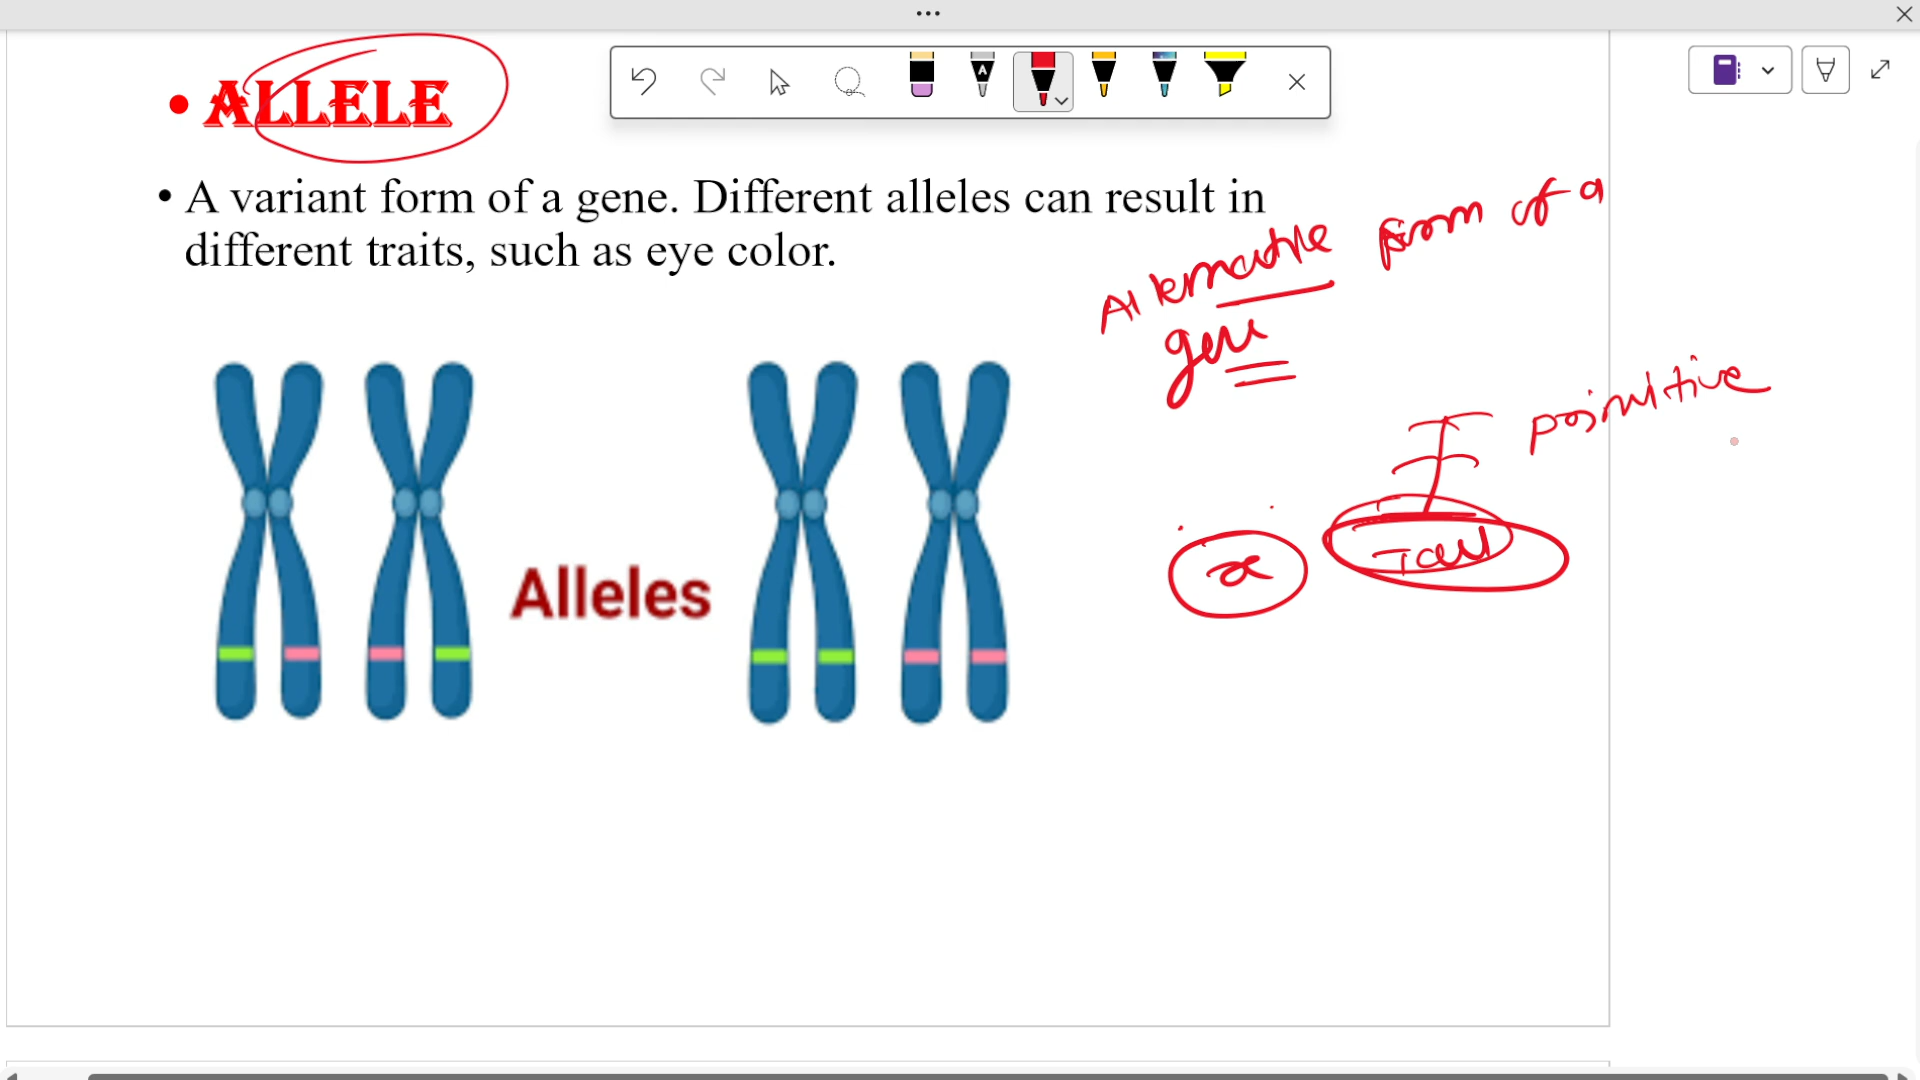 • ALLELE
• A variant form of a gene. Different alleles can result in
different traits, such as eye color.
Alternative form of a
gene
Tall
Alleles